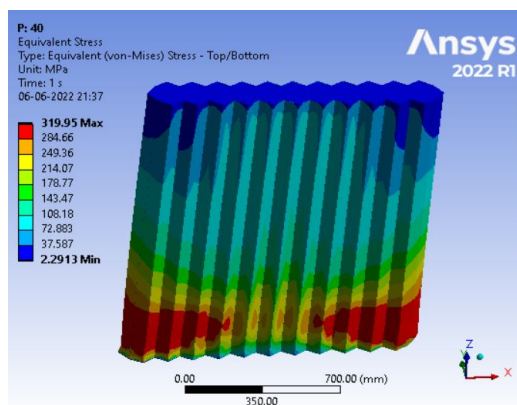 P: 40
Equivalent Stress
Type: Equivalent (von-Mises) Stress - Top/Bottom
Unit: MPa
Time: 1 s
06-06-2022 21:37
319.95 Max
284.66
249.36
214.07
178.77
143.47
108.18
72.883
37.587
2.2913 Min
Ansys
2022 R1
0.00
700.00 (mm)
350.00
Z
X